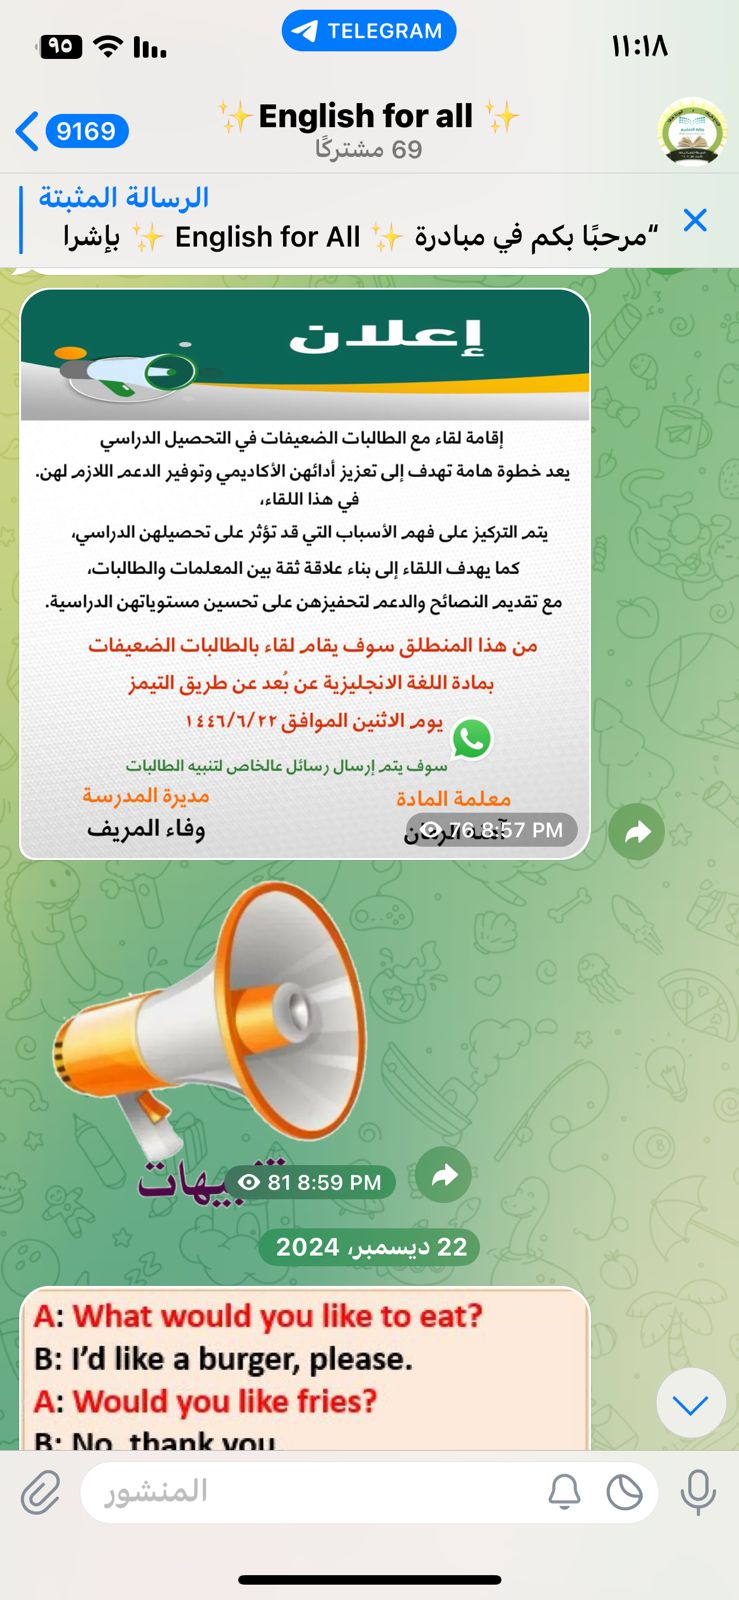 ٩٥
TELEGRAM
١١:١٨
9169
✨ English for all ✨
69 مشتركًا
الرسالة المثبتة
“مرحبًا بكم في مبادرة ✨ English for All ✨ بإشرا
إعلان
إقامة لقاء مع الطالبات الضعيفات في التحصيل الدراسي
يعد خطوة هامة تهدف إلى تعزيز أدائهن الأكاديمي وتوفير الدعم اللازم لهن.
في هذا اللقاء،
يتم التركيز على فهم الأسباب التي قد تؤثر على تحصيلهن الدراسي،
كما يهدف اللقاء إلى بناء علاقة ثقة بين المعلمات والطالبات،
مع تقديم النصائح والدعم لتحفيزهن على تحسين مستوياتهن الدراسية.
من هذا المنطلق سوف يقام لقاء بالطالبات الضعيفات
بمادة اللغة الانجليزية عن بُعد عن طريق التيمز
يوم الاثنين الموافق ١٤٤٦/٦/٢٢
سوف يتم إرسال رسائل عالخاص لتنبيه الطالبات
معلمة المادة
مديرة المدرسة
وفاء المريف
76 8:57 PM
81 8:59 PM
22 ديسمبر، 2024
A: What would you like to eat?
B: I'd like a burger, please.
A: Would you like fries?
B: No, thank you.
المنشور